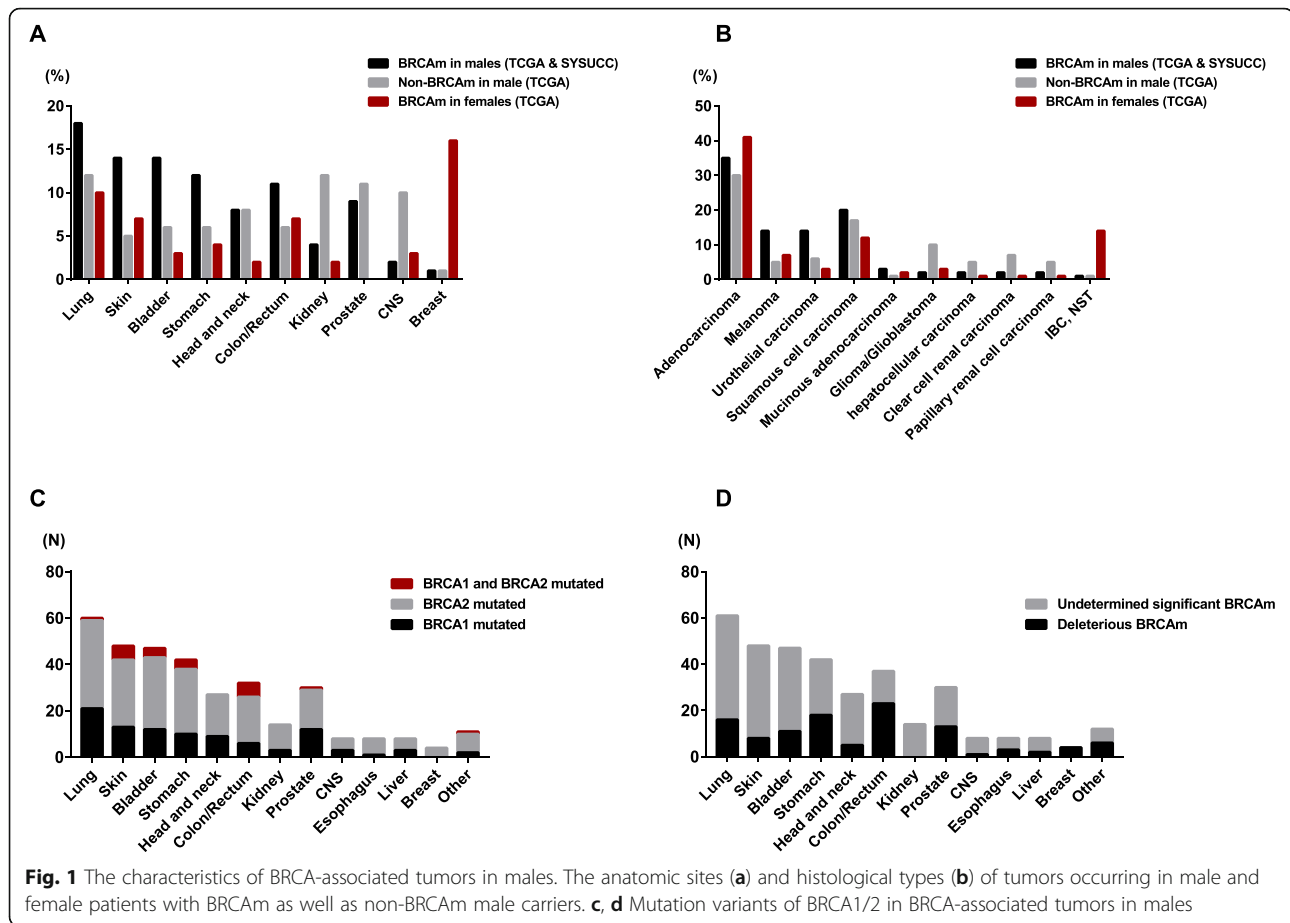 A
(%)
BRCAm in males (TCGA & SYSUCC)
Non-BRCAm in male (TCGA)
BRCAm in females (TCGA)
20
15
10
5
0
Lung
Skin
Bladder
Stomach
Head and neck
Colon/Rectum
Kidney
Prostate
CNS
Breast
B
(%)
BRCAm in males (TCGA & SYSUCC)
Non-BRCAm in male (TCGA)
BRCAm in females (TCGA)
50
40
30
20
10
0
Adenocarcinoma
Melanoma
Urothelial carcinoma
Squamous cell carcinoma
Mucinous adenocarcinoma
Glioma/Glioblastoma
hepatocellular carcinoma
Clear cell renal carcinoma
Papillary renal cell carcinoma
IBC, NST
C
(N)
BRCA1 and BRCA2 mutated
BRCA2 mutated
BRCA1 mutated
80
60
40
20
0
Lung
Skin
Bladder
Stomach
Head and neck
Colon/Rectum
Kidney
Prostate
CNS
Esophagus
Liver
Breast
Other
D
(N)
Undetermined significant BRCAm
Deleterious BRCAm
80
60
40
20
0
Lung
Skin
Bladder
Stomach
Head and neck
Colon/Rectum
Kidney
Prostate
CNS
Esophagus
Liver
Breast
Other
Fig. 1 The characteristics of BRCA-associated tumors in males. The anatomic sites (a) and histological types (b) of tumors occurring in male and
female patients with BRCAm as well as non-BRCAm male carriers. c, d Mutation variants of BRCA1/2 in BRCA-associated tumors in males